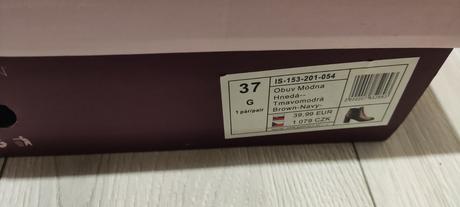 37
G
1 pár/pair
IS-153-201-054
Obuv Módna
Hnedá--
Tmavomodrá
Brown-Navy-
39,99 EUR
1 079 CZK